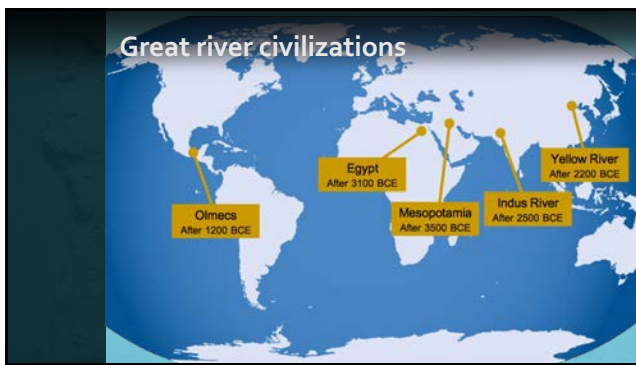 Great river civilizations
Egypt
After 3100 BCE
Yellow River
After 2200 BCE
Olmecs
After 1200 BCE
Mesopotamia
After 3500 BCE
Indus River
After 2500 BCE